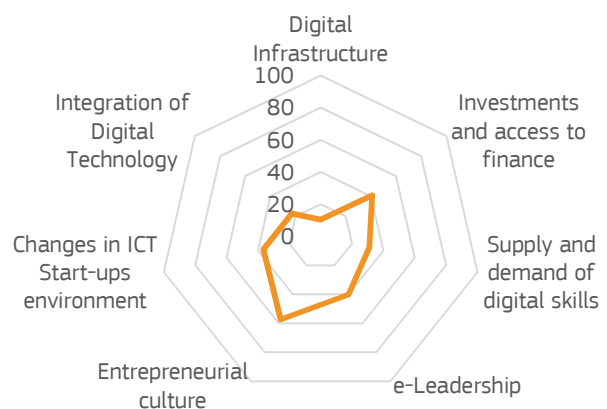 Digital
Infrastructure
100
80
60
40
20
0
Investments
and access to
finance
Supply and
demand of
digital skills
e-Leadership
Entrepreneurial
culture
Changes in ICT
Start-ups
environment
Integration of
Digital
Technology